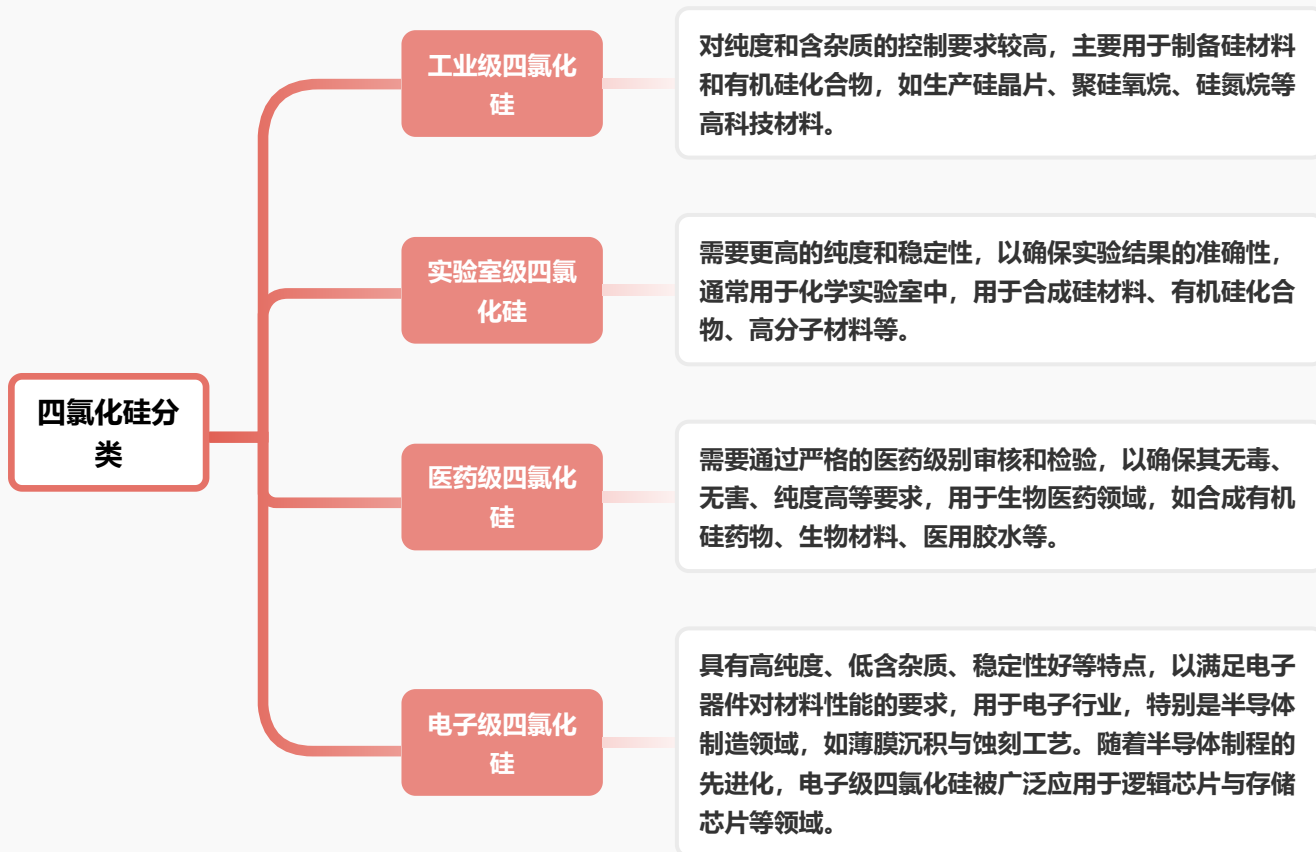 四氯化硅分
类
工业级四氯化
硅
对纯度和含杂质的控制要求较高，主要用于制备硅材料
和有机硅化合物，如生产硅晶片、聚硅氧烷、硅氮烷等
高科技材料。
实验室级四氯
化硅
需要更高的纯度和稳定性，以确保实验结果的准确性，
通常用于化学实验室中，用于合成硅材料、有机硅化合
物、高分子材料等。
医药级四氯化
硅
需要通过严格的医药级别审核和检验，以确保其无毒、
无害、纯度高等要求，用于生物医药领域，如合成有机
硅药物、生物材料、医用胶水等。
电子级四氯化
硅
具有高纯度、低含杂质、稳定性好等特点，以满足电子
器件对材料性能的要求，用于电子行业，特别是半导体
制造领域，如薄膜沉积与蚀刻工艺。随着半导体制程的
先进化，电子级四氯化硅被广泛应用于逻辑芯片与存储
芯片等领域。